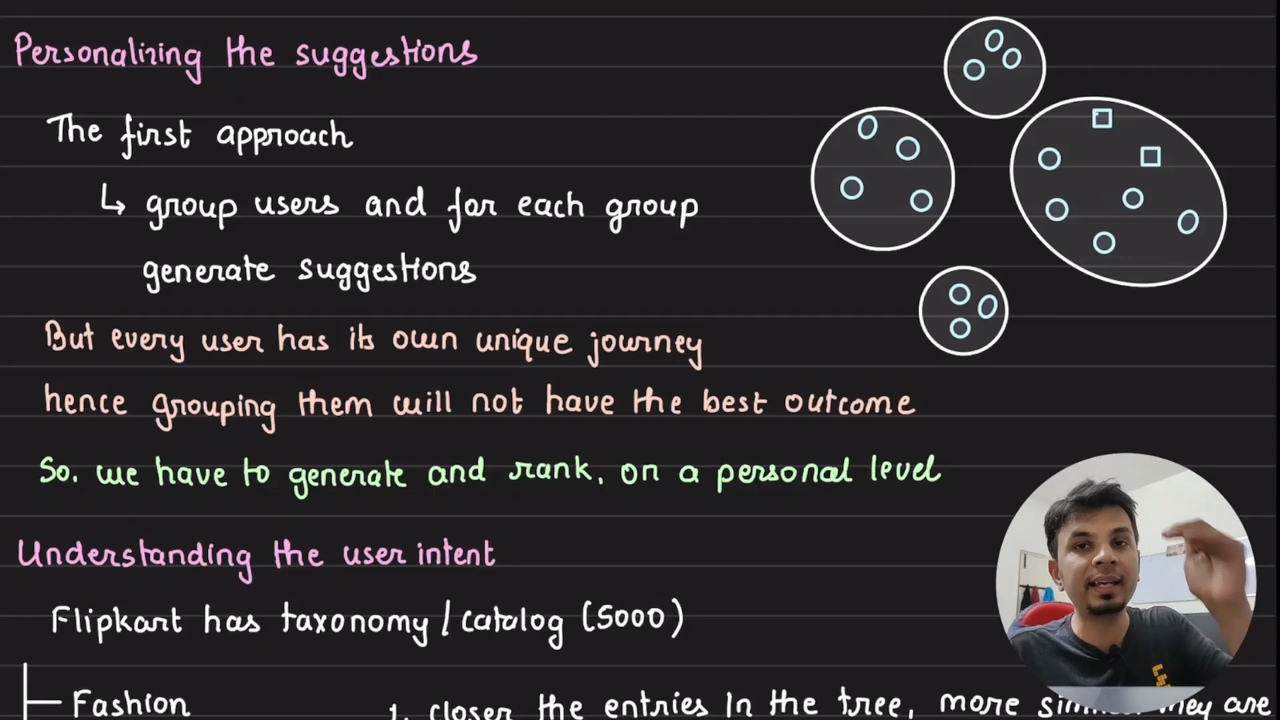 Personalizing the suggestions
The first approach
↳ group users and for each group
generate suggestions
But every user has its own unique journey
hence grouping them will not have the best outcome
So, we have to generate and rank, on a personal level
Understanding the user intent
Flipkart has taxonomy / catalog (5000)
Fashion
1. closer the entries in the tree, more they are